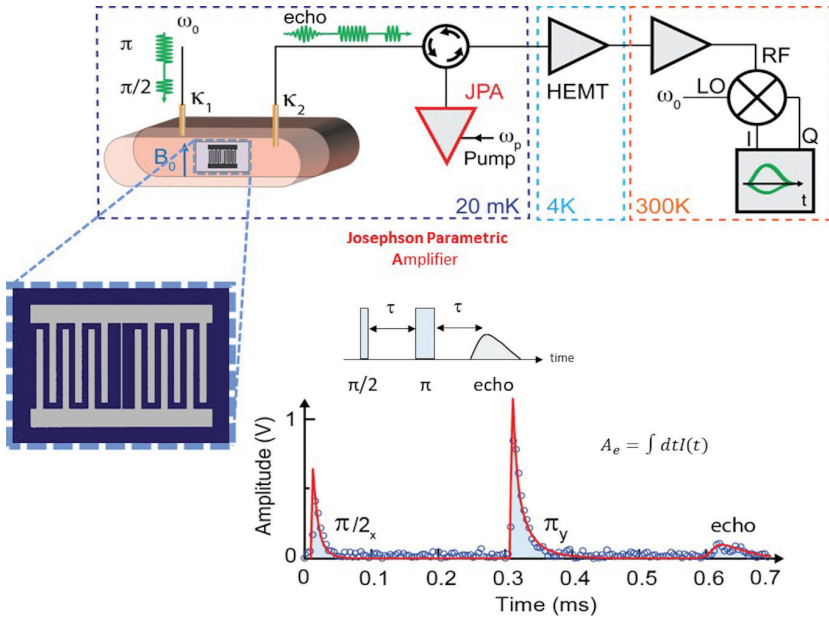 π
ω₀
echo
π/2
κ₁
κ₂
B₀
JPA
ωₚ
Pump
20 mK
HEMT
4K
RF
LO
ω₀
I
Q
t
300K
Josephson Parametric
Amplifier
τ
τ
time
π/2
π
echo
Amplitude (V)
1
0
π/2ₓ
π_y
echo
Aₑ = ∫ dtI(t)
0 0.1 0.2 0.3 0.4 0.5 0.6 0.7
Time (ms)